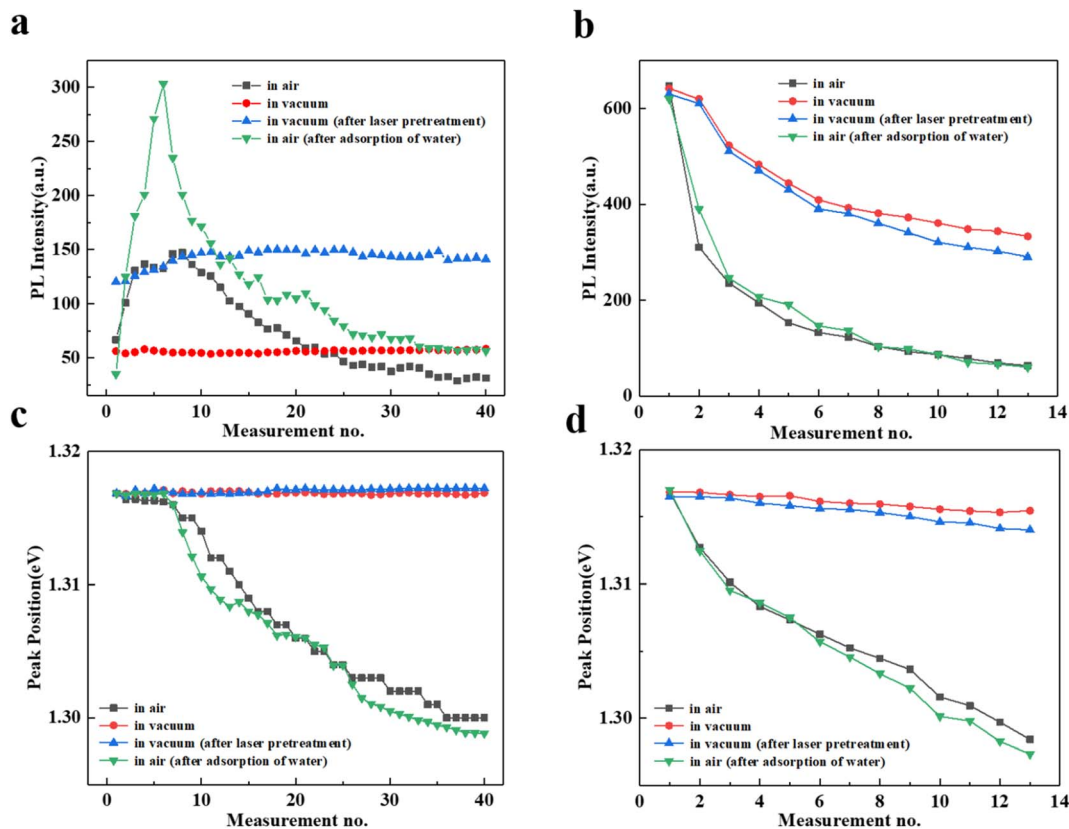 a
PL Intensity(a.u.)
300
250
200
150
100
50
in air
in vacuum
in vacuum (after laser pretreatment)
in air (after adsorption of water)
0 10 20 30 40
Measurement no.
b
PL Intensity(a.u.)
600
400
200
0
in air
in vacuum
in vacuum (after laser pretreatment)
in air (after adsorption of water)
0 2 4 6 8 10 12 14
Measurement no.
c
Peak Position(eV)
1.32
1.31
1.30
in air
in vacuum
in vacuum (after laser pretreatment)
in air (after adsorption of water)
0 10 20 30 40
Measurement no.
d
Peak Position(eV)
1.32
1.31
1.30
in air
in vacuum
in vacuum (after laser pretreatment)
in air (after adsorption of water)
0 2 4 6 8 10 12 14
Measurement no.